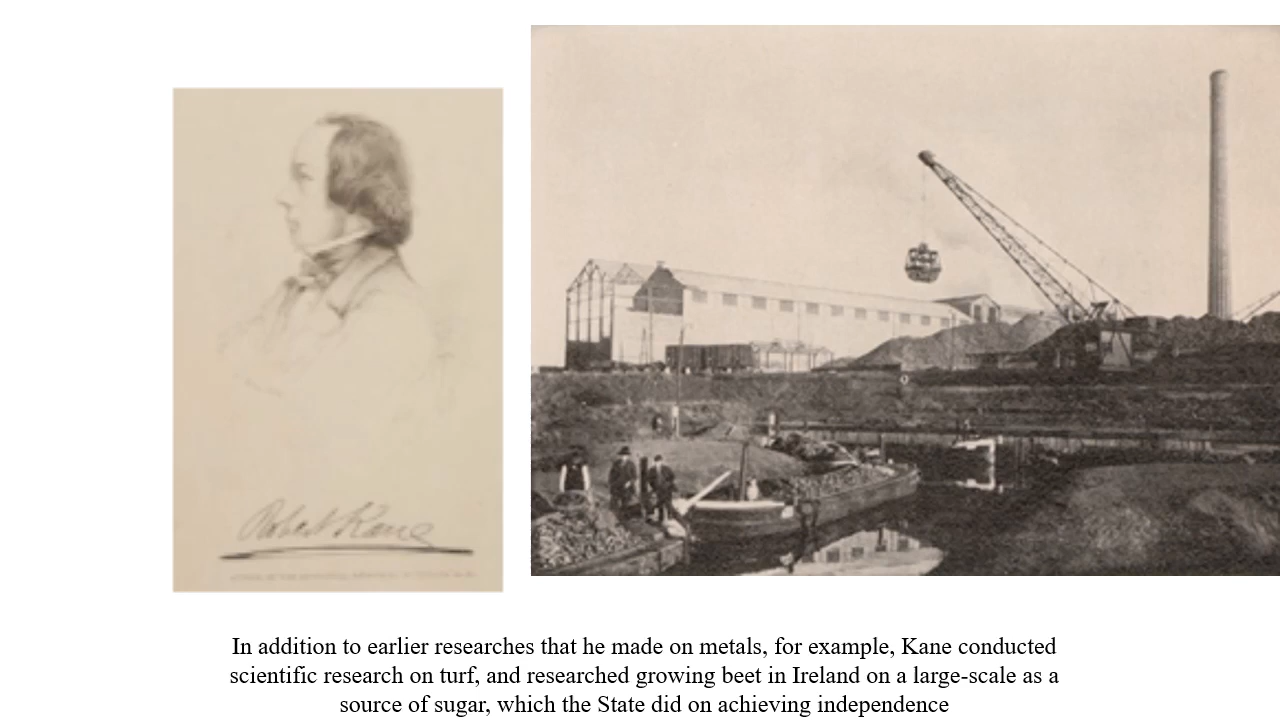 Robert Kane
In addition to earlier researches that he made on metals, for example, Kane conducted
scientific research on turf, and researched growing beet in Ireland on a large-scale as a
source of sugar, which the State did on achieving independence